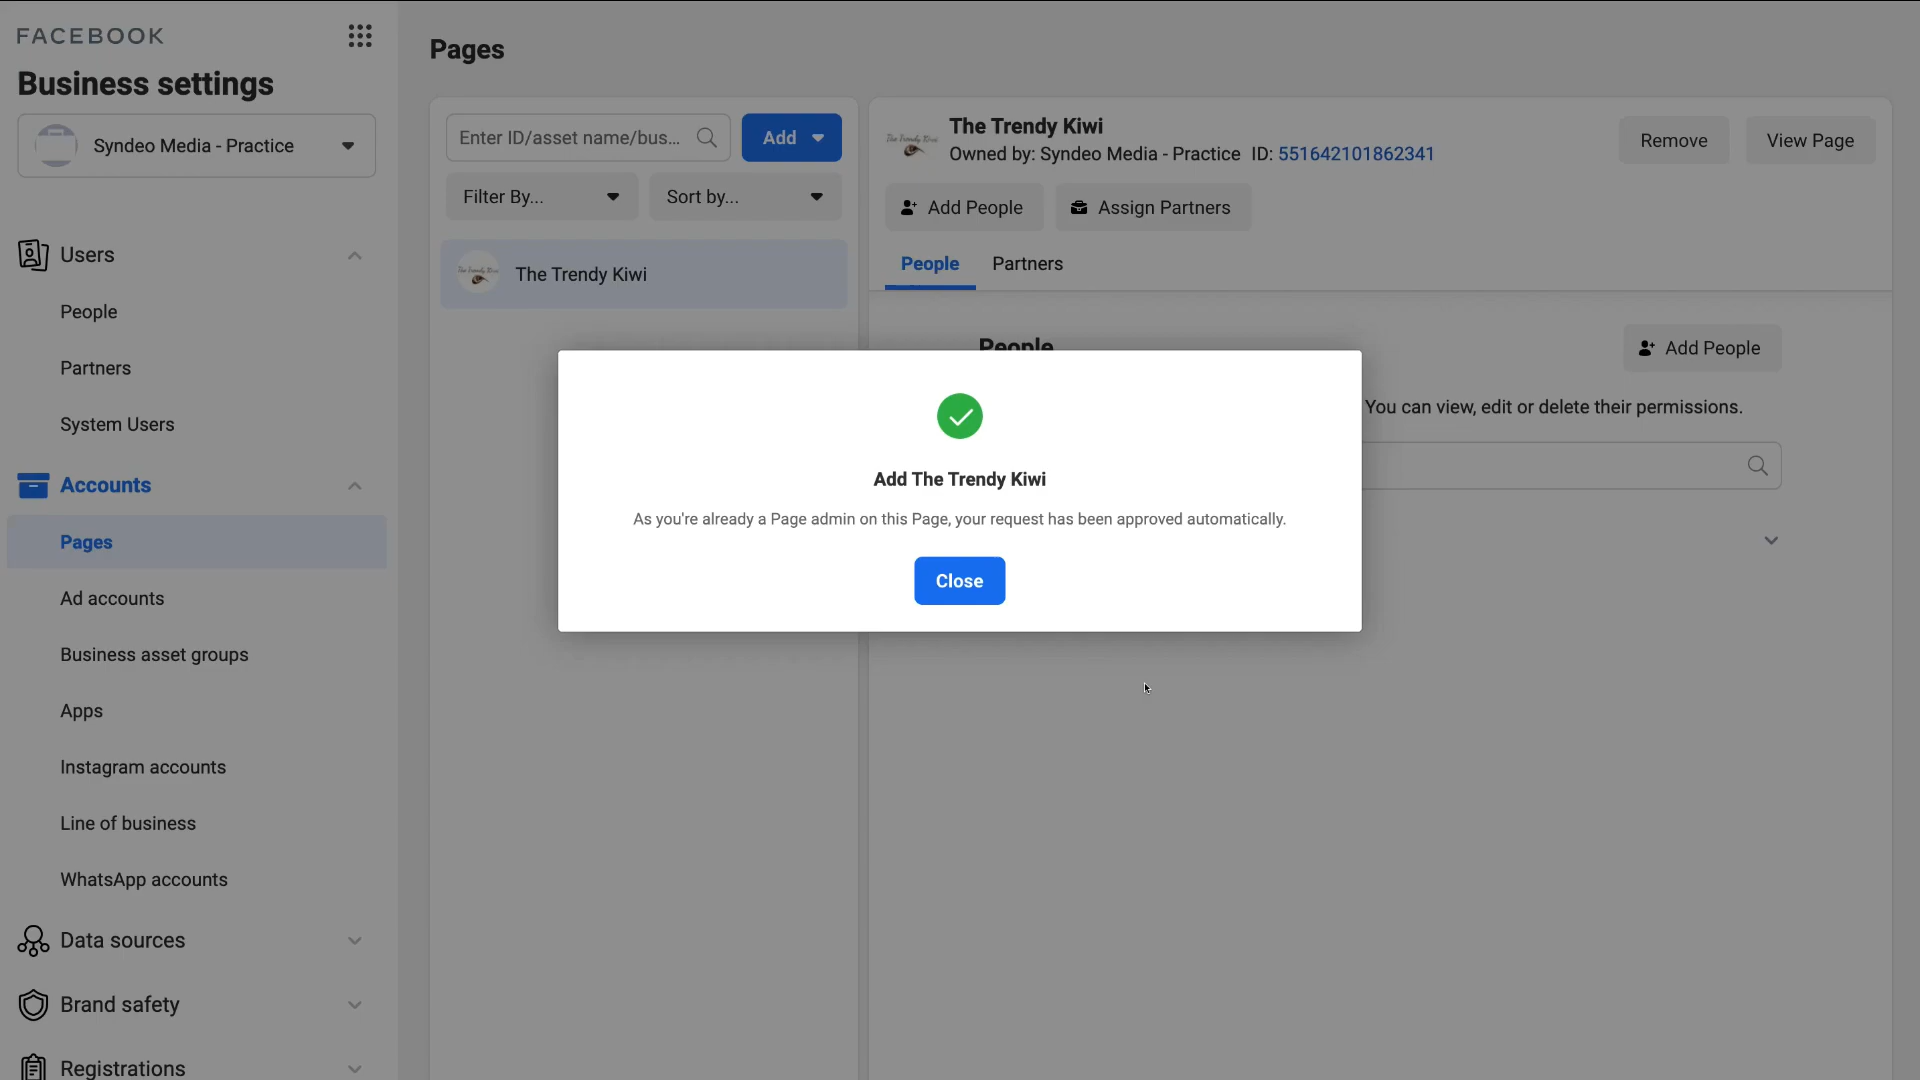 FACEBOOK
Business settings
Syndeo Media - Practice
Users
People
Partners
System Users
Accounts
Pages
Ad accounts
Business asset groups
Apps
Instagram accounts
Line of business
WhatsApp accounts
Data sources
Brand safety
Registrations
Pages
Enter ID/asset name/bus...
Add
Filter By...
Sort by...
The Trendy Kiwi
The Trendy Kiwi
Owned by: Syndeo Media - Practice ID: 551642101862341
Remove
View Page
Add People
Assign Partners
People
Partners
People
Add People
You can view, edit or delete their permissions.
Add The Trendy Kiwi
As you're already a Page admin on this Page, your request has been approved automatically.
Close